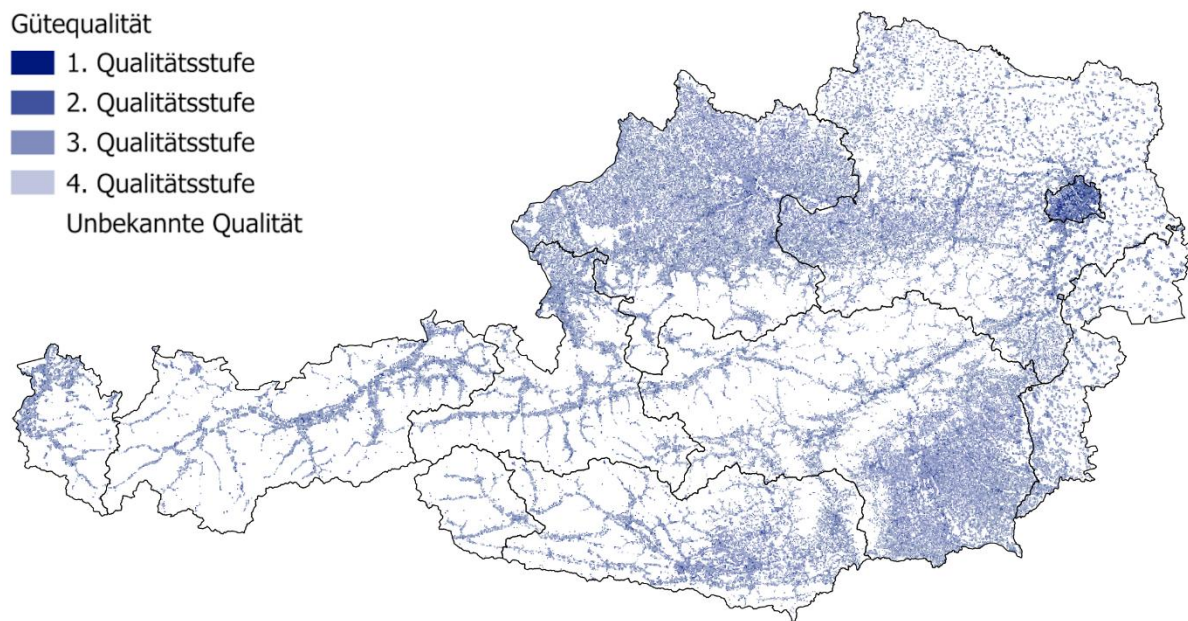 Gütequalität
1. Qualitätsstufe
2. Qualitätsstufe
3. Qualitätsstufe
4. Qualitätsstufe
Unbekannte Qualität